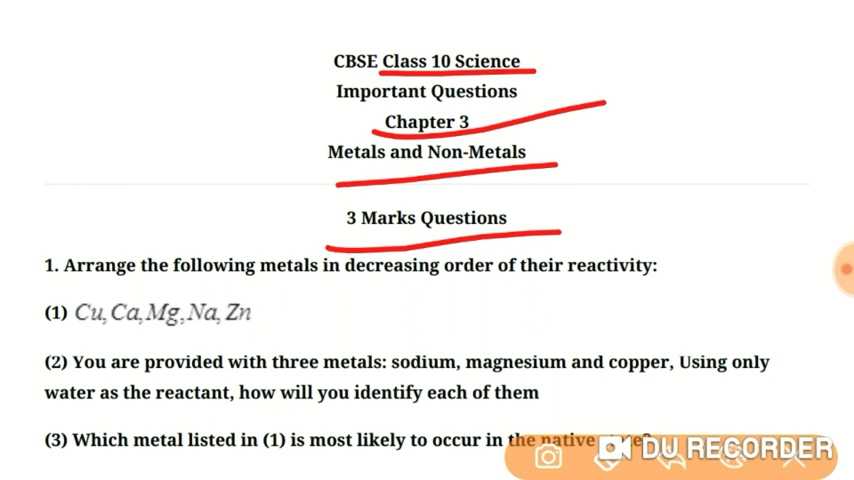 CBSE Class 10 Science
Important Questions
Chapter 3
Metals and Non-Metals
3 Marks Questions
1. Arrange the following metals in decreasing order of their reactivity:
(1) Cu, Ca, Mg, Na, Zn
(2) You are provided with three metals: sodium, magnesium and copper, Using only
water as the reactant, how will you identify each of them
(3) Which metal listed in (1) is most likely to occur in the native
DU RECORDER